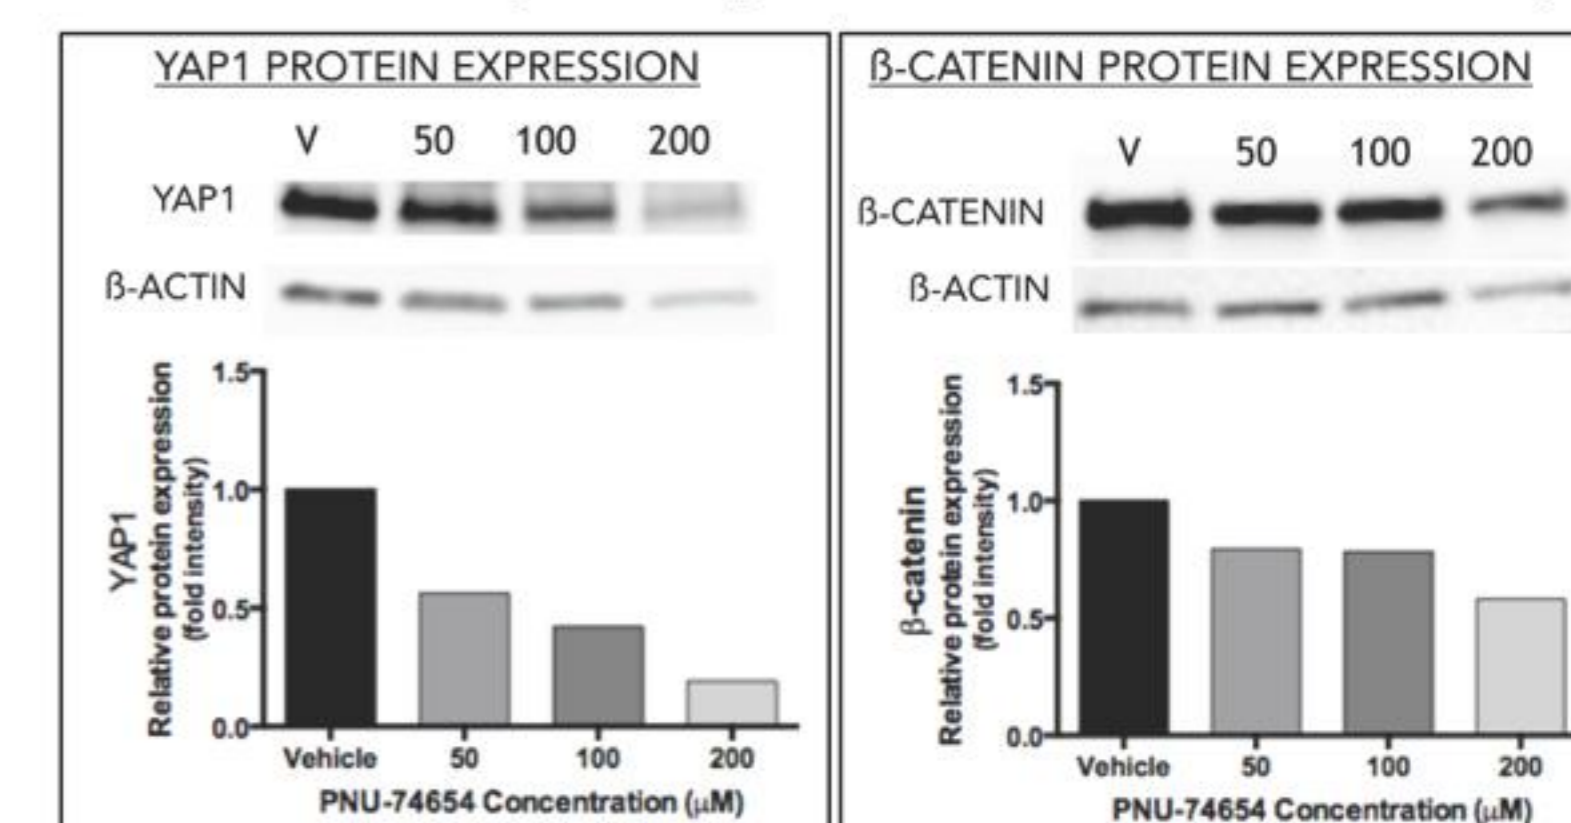 YAP1 PROTEIN EXPRESSION
V 50 100 200
YAP1
ß-ACTIN
YAP1
Relative protein expression
(fold intensity)
1.5
1.0
0.5
0.0
Vehicle 50 100 200
PNU-74654 Concentration (µM)
ß-CATENIN PROTEIN EXPRESSION
V 50 100 200
ß-CATENIN
ß-ACTIN
β-catenin
Relative protein expression
(fold intensity)
1.5
1.0
0.5
0.0
Vehicle 50 100 200
PNU-74654 Concentration (µM)